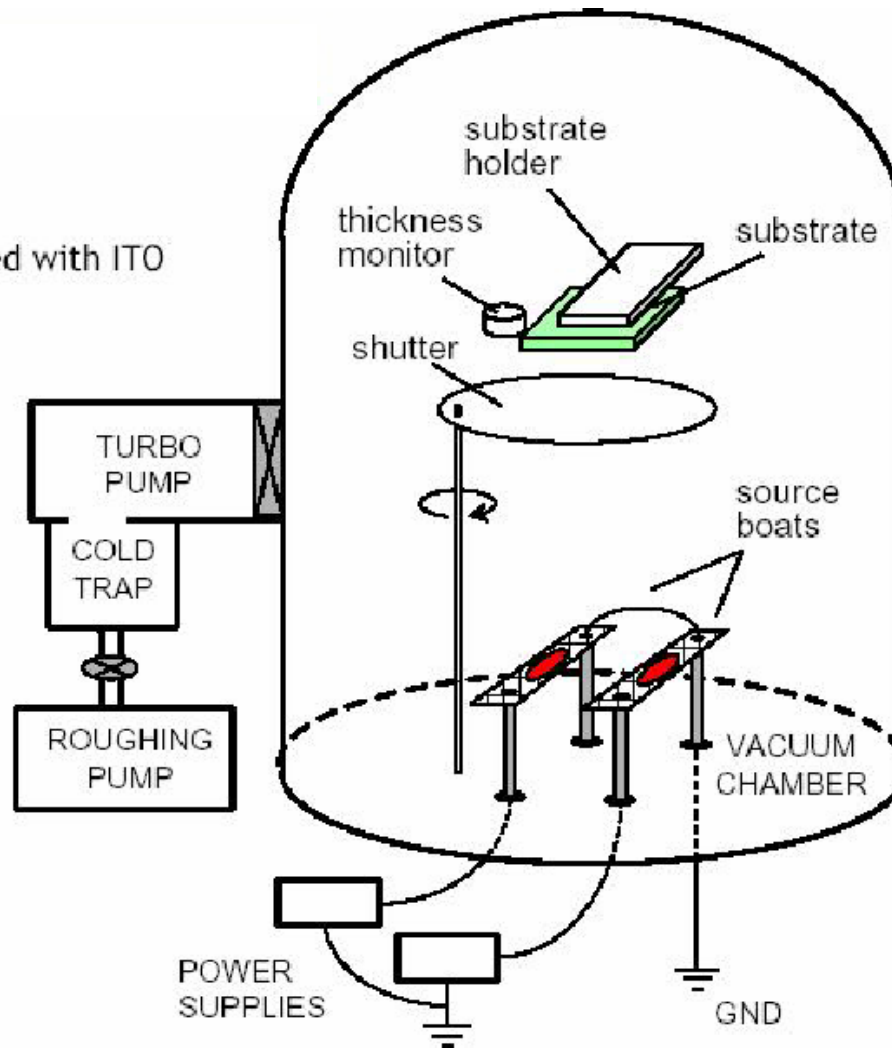 substrate
holder
thickness
monitor
substrate
ed with ITO
shutter
TURBO
PUMP
source
boats
COLD
TRAP
ROUGHING
PUMP
VACUUM
CHAMBER
POWER
SUPPLIES
GND